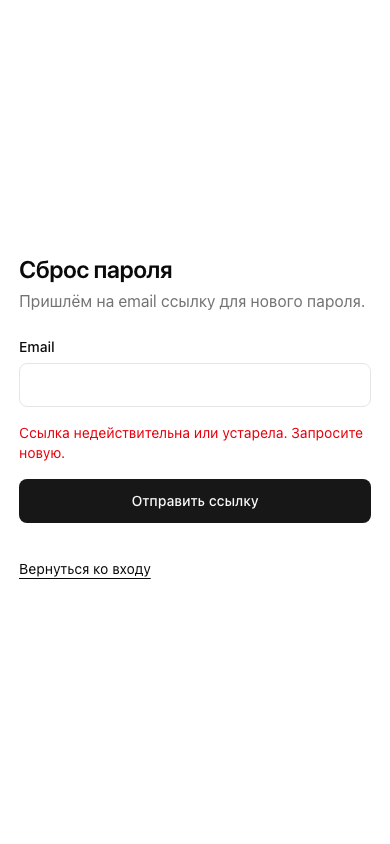 Сброс пароля
Пришлём на email ссылку для нового пароля.
Email
Ссылка недействительна или устарела. Запросите
новую.
Отправить ссылку
Вернуться ко входу